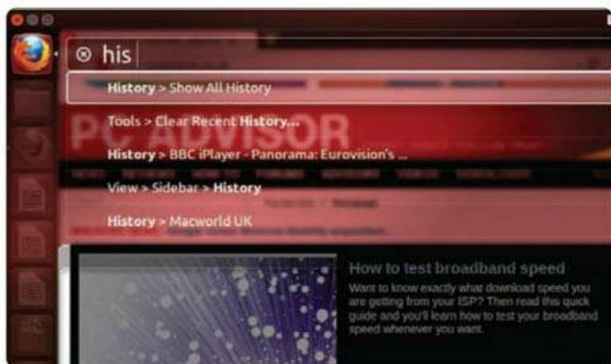 his
History > Show All History
Tools > Clear Recent History...
History > BBC iPlayer - Panorama: Eurovision's ...
View > Sidebar > History
History > Macworld UK
PC ADVISOR
How to test broadband speed
Want to know exactly what download speed you
are getting from your ISP? Then read this quick
guide and you'll learn how to test your broadband
speed whenever you want.